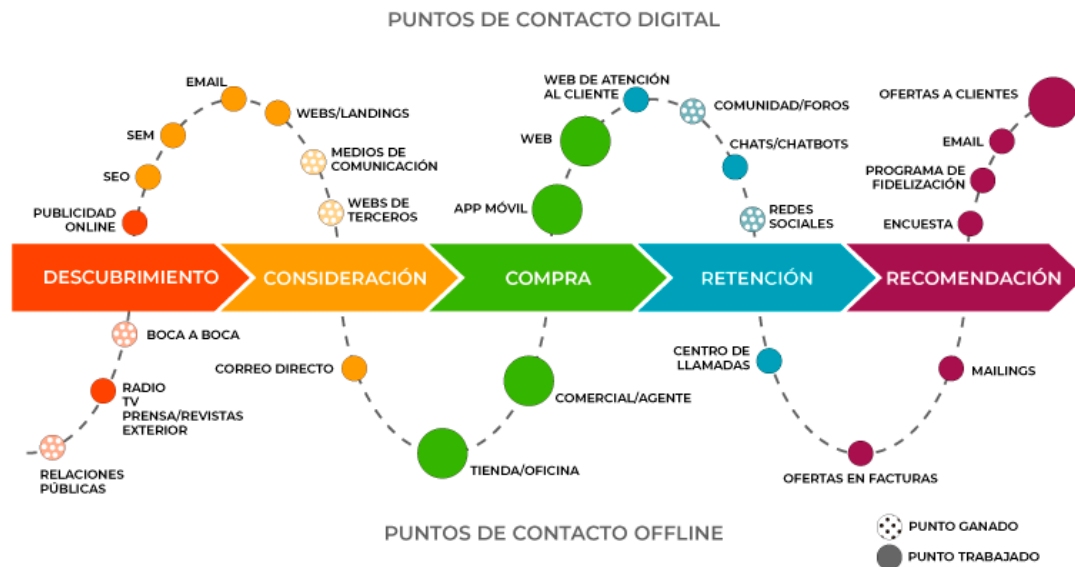 PUNTOS DE CONTACTO DIGITAL
EMAIL
SEM
SEO
PUBLICIDAD
ONLINE
WEBS/LANDINGS
MEDIOS DE
COMUNICACIÓN
WEBS DE
TERCEROS
WEB DE ATENCIÓN
AL CLIENTE
WEB
APP MÓVIL
COMUNIDAD/FOROS
CHATS/CHATBOTS
REDES
SOCIALES
OFERTAS A CLIENTES
EMAIL
PROGRAMA DE
FIDELIZACIÓN
ENCUESTA
DESCUBRIMIENTO
CONSIDERACIÓN
COMPRA
RETENCIÓN
RECOMENDACIÓN
BOCA A BOCA
RADIO
TV
PRENSA/REVISTAS
EXTERIOR
RELACIONES
PÚBLICAS
CORREO DIRECTO
TIENDA/OFICINA
COMERCIAL/AGENTE
CENTRO DE
LLAMADAS
OFERTAS EN FACTURAS
MAILINGS
PUNTOS DE CONTACTO OFFLINE
PUNTO GANADO
PUNTO TRABAJADO